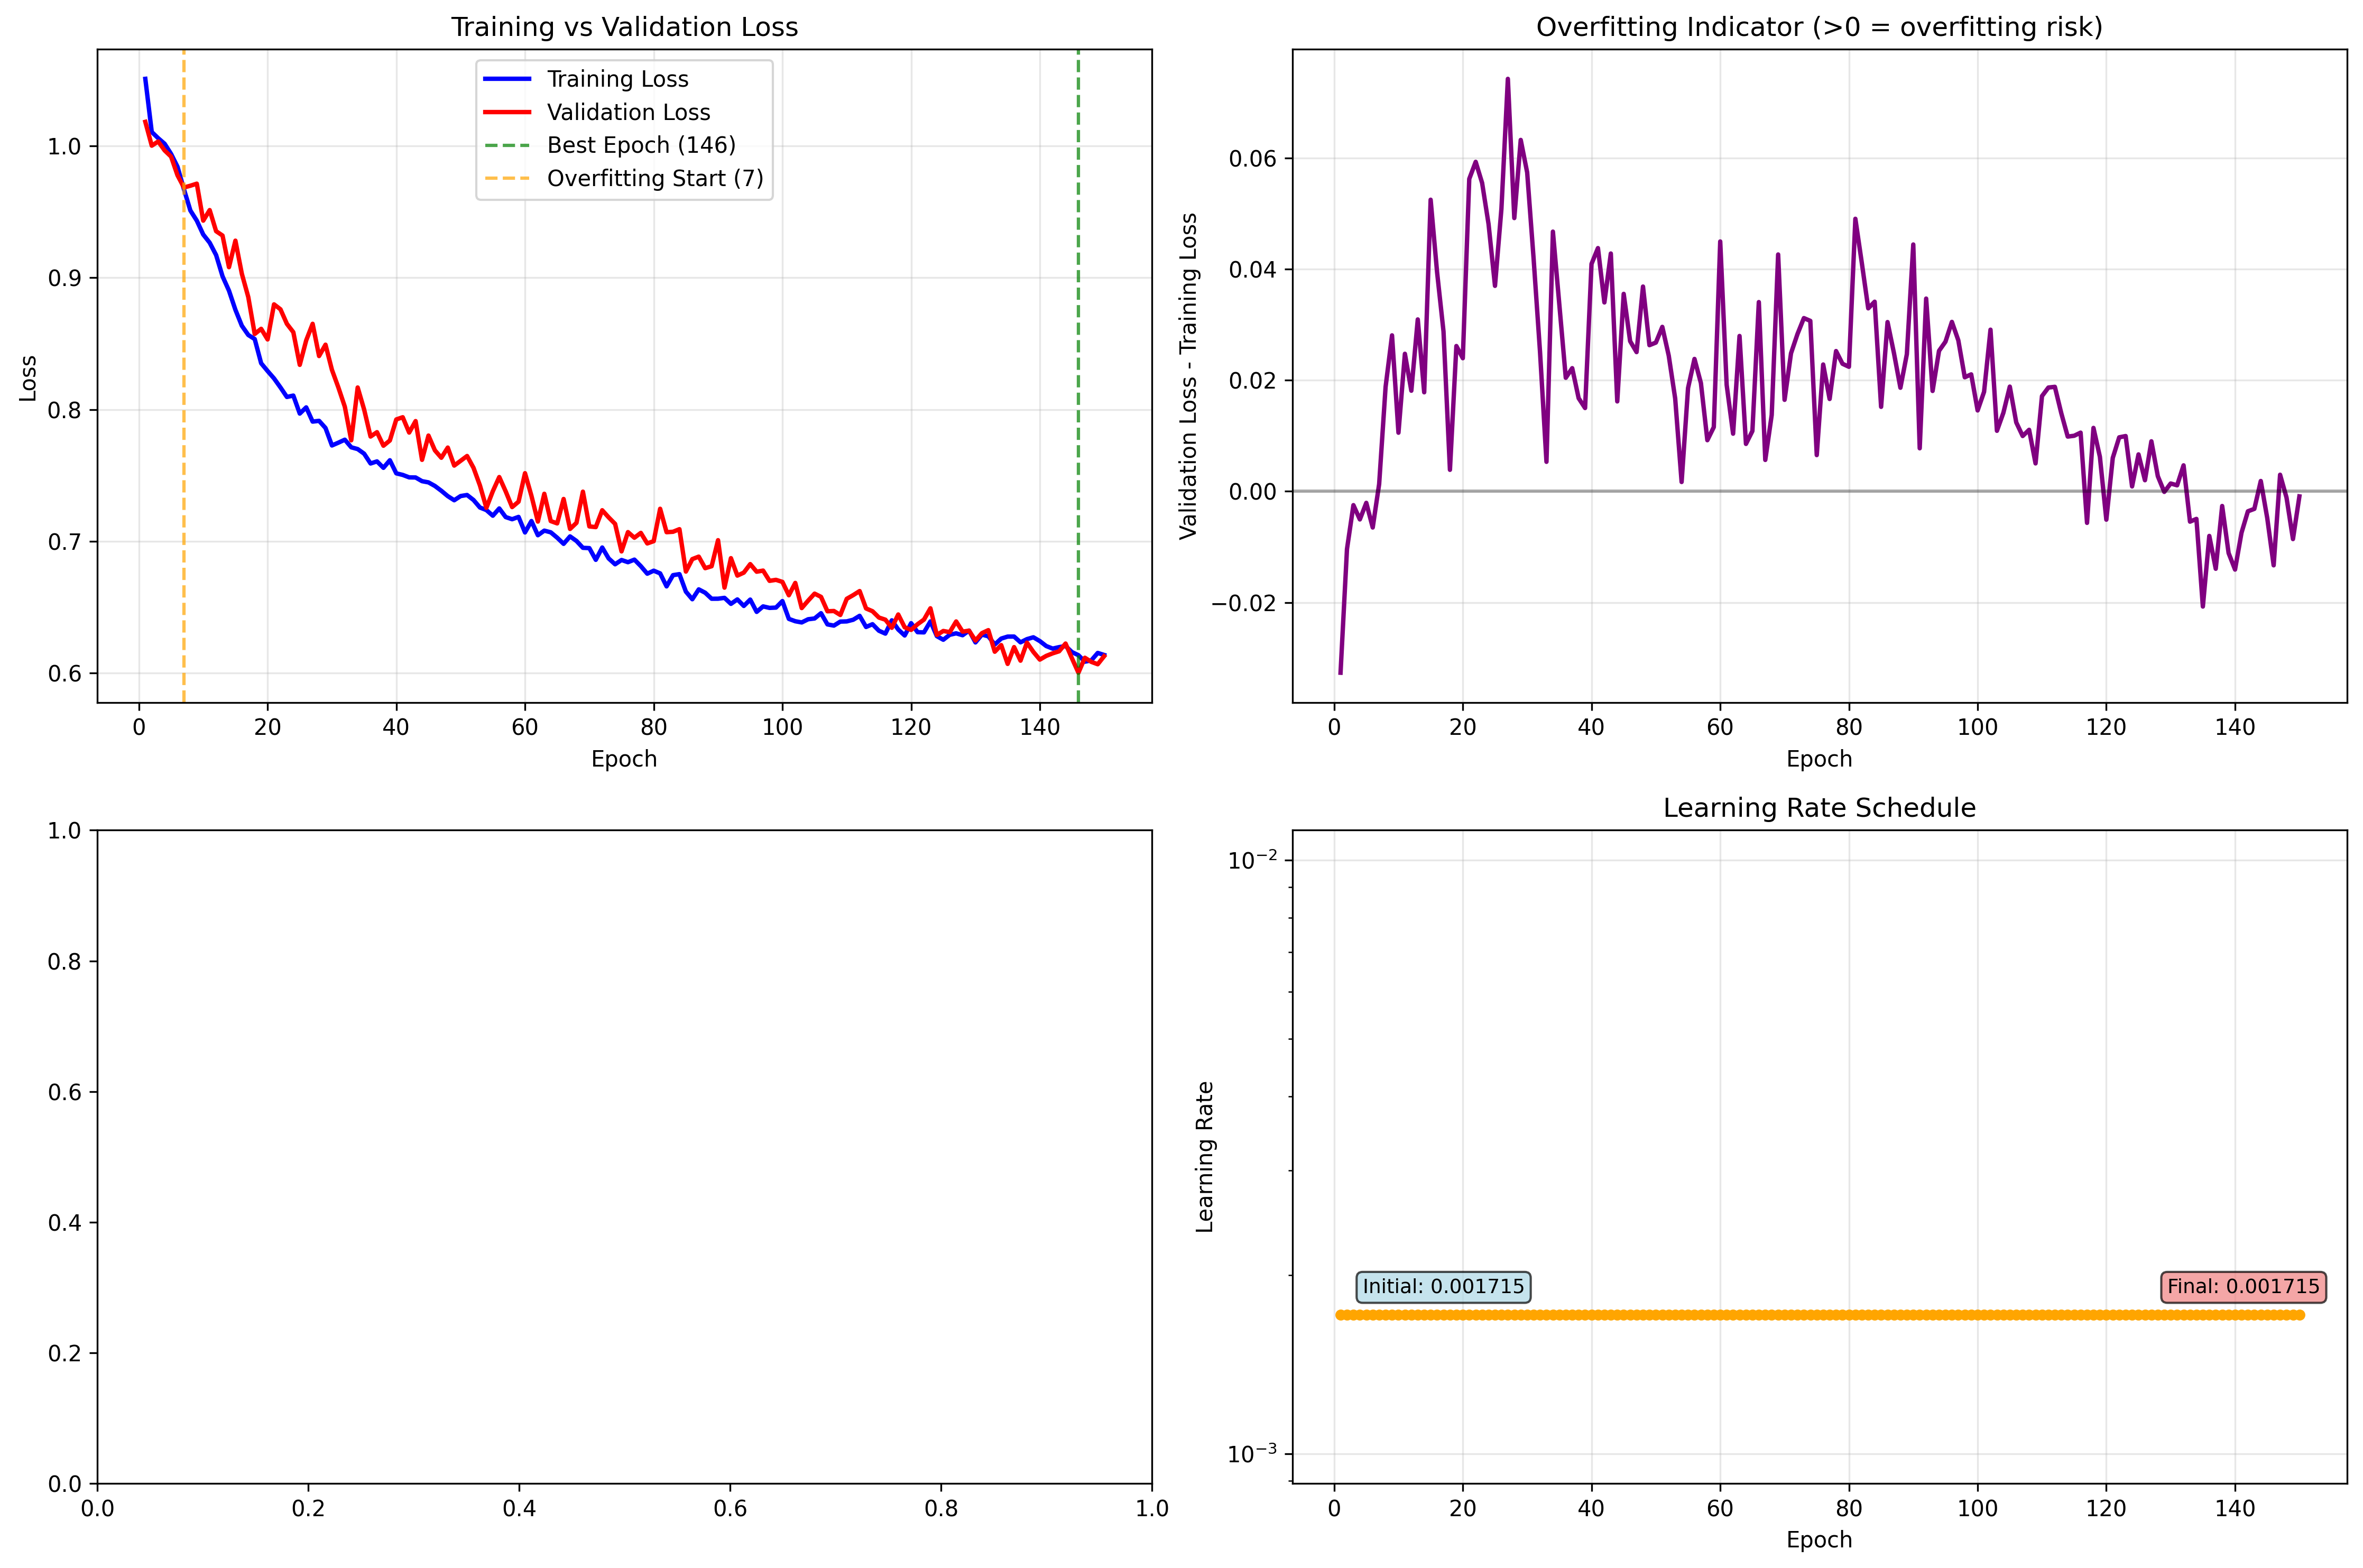 Training vs Validation Loss
Loss
1.0
0.9
0.8
0.7
0.6
Training Loss
Validation Loss
Best Epoch (146)
Overfitting Start (7)
0 20 40 60 80 100 120 140
Epoch
Overfitting Indicator (>0 = overfitting risk)
Validation Loss - Training Loss
0.06
0.04
0.02
0.00
−0.02
0 20 40 60 80 100 120 140
Epoch
1.0
0.8
0.6
0.4
0.2
0.0
0.0 0.2 0.4 0.6 0.8 1.0
Learning Rate Schedule
Learning Rate
10⁻²
10⁻³
Initial: 0.001715
Final: 0.001715
0 20 40 60 80 100 120 140
Epoch